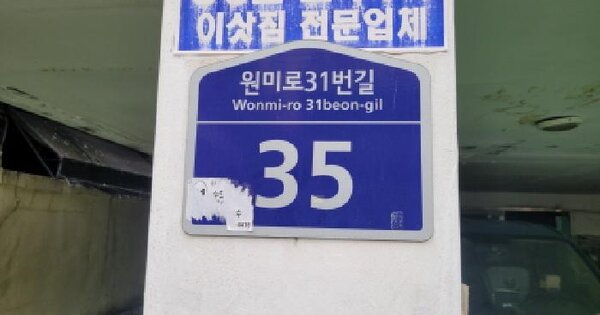 이삿짐 전문업체
원미로31번길
Wonmi-ro 31beon-gil
35